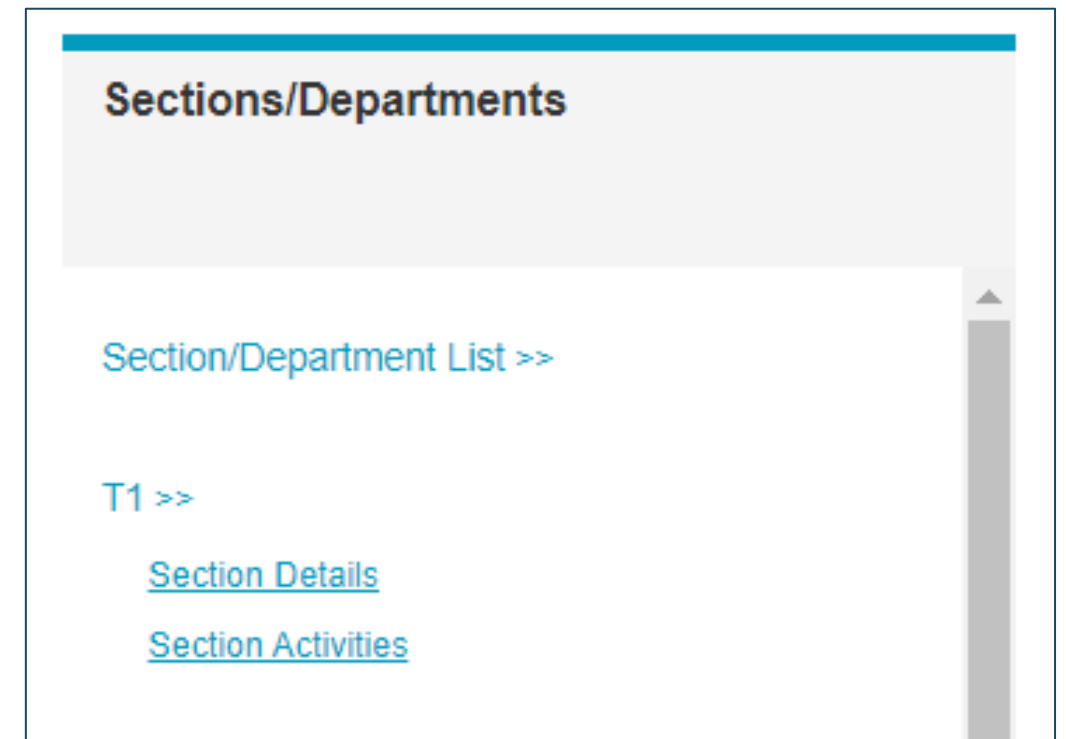 Sections/Departments
Section/Department List >>
T1 >>
Section Details
Section Activities